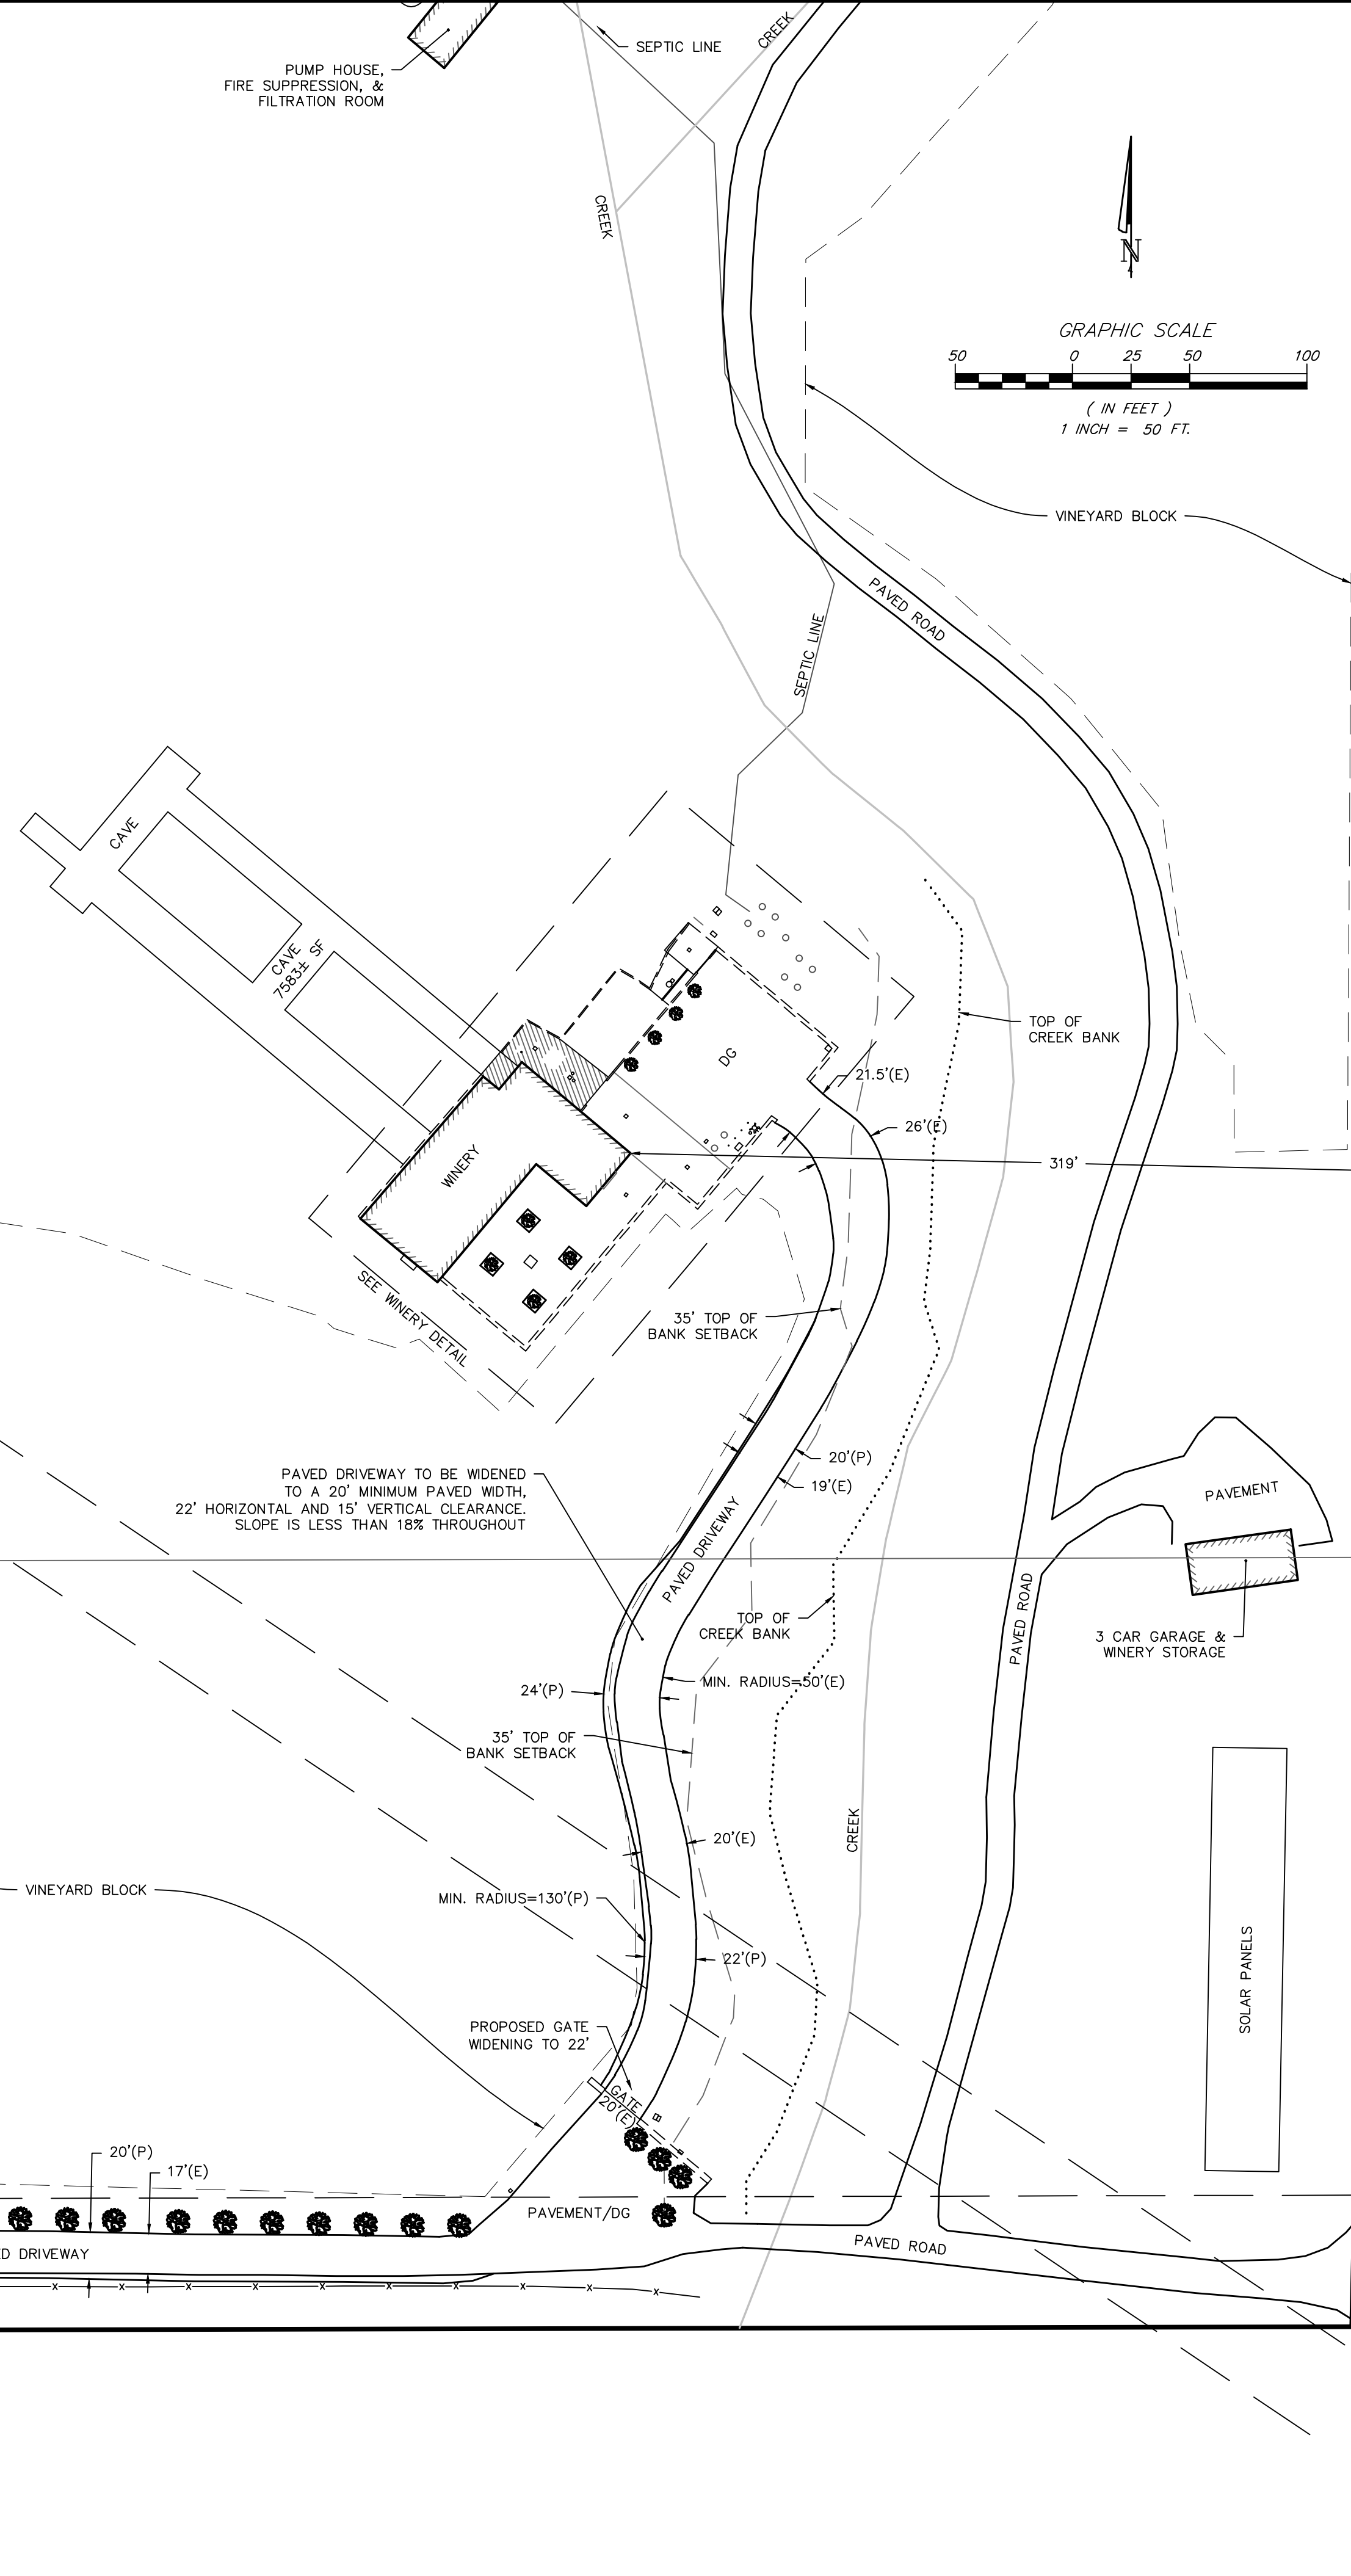 SEPTIC LINE
CREEK
PUMP HOUSE,
FIRE SUPPRESSION, &
FILTRATION ROOM
CREEK
N
GRAPHIC SCALE
50 0 25 50 100
( IN FEET )
1 INCH = 50 FT.
VINEYARD BLOCK
PAVED ROAD
SEPTIC LINE
CAVE
CAVE
7583± SF
TOP OF
CREEK BANK
DG
21.5'(E)
26'(E)
319'
WINERY
SEE WINERY DETAIL
35' TOP OF
BANK SETBACK
20'(P)
19'(E)
PAVED DRIVEWAY TO BE WIDENED
TO A 20' MINIMUM PAVED WIDTH,
22' HORIZONTAL AND 15' VERTICAL CLEARANCE.
SLOPE IS LESS THAN 18% THROUGHOUT
PAVED DRIVEWAY
PAVEMENT
TOP OF
CREEK BANK
PAVED ROAD
3 CAR GARAGE &
WINERY STORAGE
MIN. RADIUS=50'(E)
24'(P)
35' TOP OF
BANK SETBACK
CREEK
20'(E)
VINEYARD BLOCK
MIN. RADIUS=130'(P)
22'(P)
SOLAR PANELS
PROPOSED GATE
WIDENING TO 22'
GATE
20'(E)
20'(P)
17'(E)
PAVEMENT/DG
PAVED ROAD
ED DRIVEWAY
x x x x x x x x x x